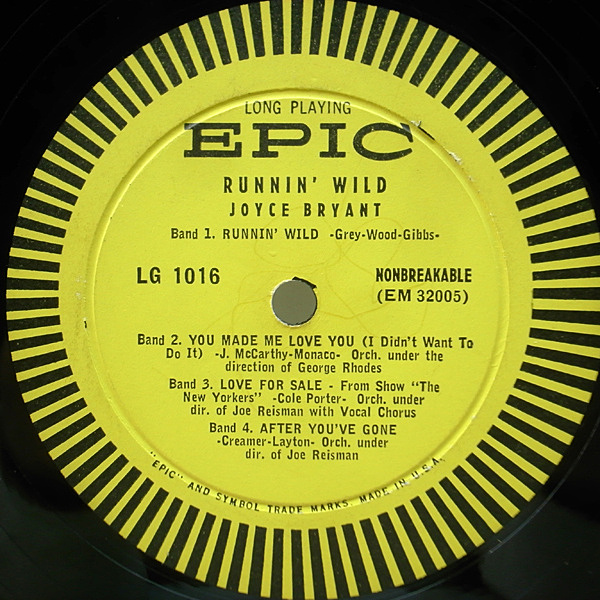 LONG PLAYING
EPIC
RUNNIN' WILD
JOYCE BRYANT
Band 1. RUNNIN' WILD -Grey-Wood-Gibbs-
LG 1016
NONBREAKABLE
(EM 32005)
Band 2. YOU MADE ME LOVE YOU (I Didn't Want To
Do It) -J. McCarthy-Monaco- Orch. under the
direction of George Rhodes
Band 3. LOVE FOR SALE - From Show "The
New Yorkers" -Cole Porter- Orch. under
dir. of Joe Reisman with Vocal Chorus
Band 4. AFTER YOU'VE GONE
-Creamer-Layton- Orch. under
dir. of Joe Reisman
"EPIC" AND SYMBOL TRADE MARKS. MADE IN U.S.A.